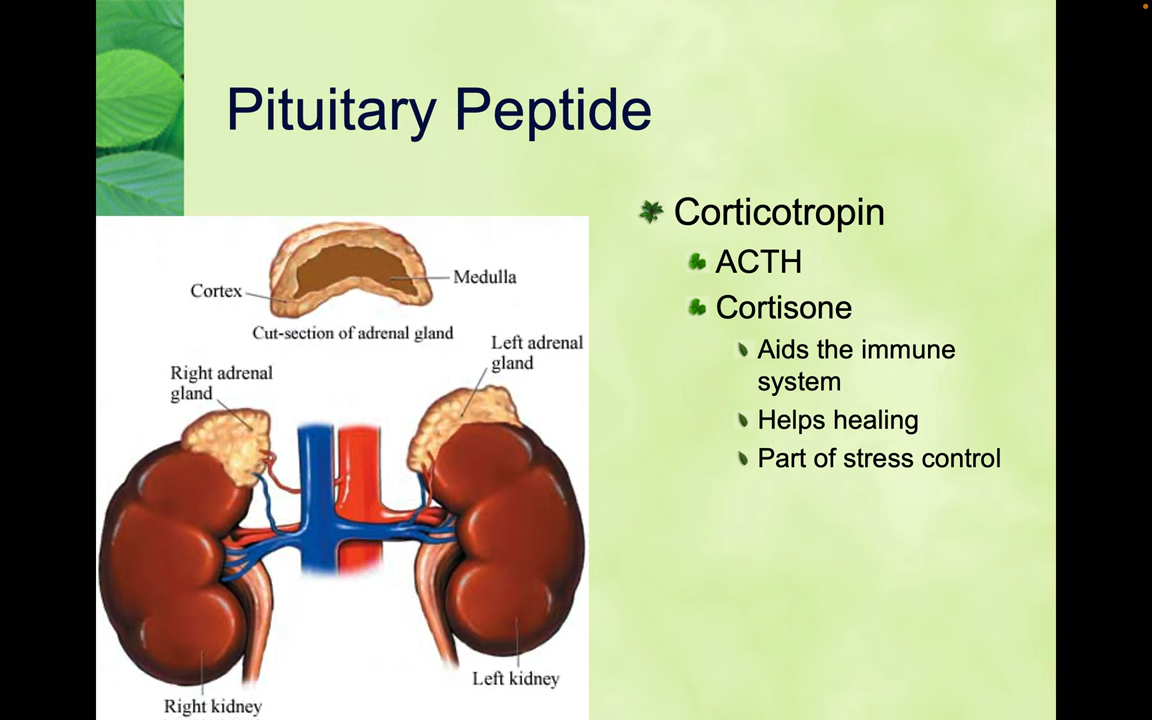 Pituitary Peptide
Corticotropin
ACTH
Cortisone
Aids the immune
system
Helps healing
Part of stress control
Cortex
Medulla
Cut-section of adrenal gland
Left adrenal
gland
Right adrenal
gland
Left kidney
Right kidney